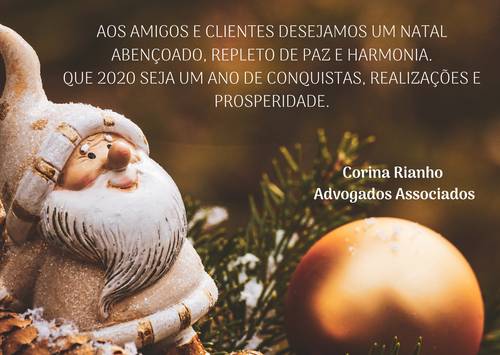 AOS AMIGOS E CLIENTES DESEJAMOS UM NATAL
ABENÇOADO, REPLETO DE PAZ E HARMONIA.
QUE 2020 SEJA UM ANO DE CONQUISTAS, REALIZAÇÕES E
PROSPERIDADE.
Corina Rianho
Advogados Associados